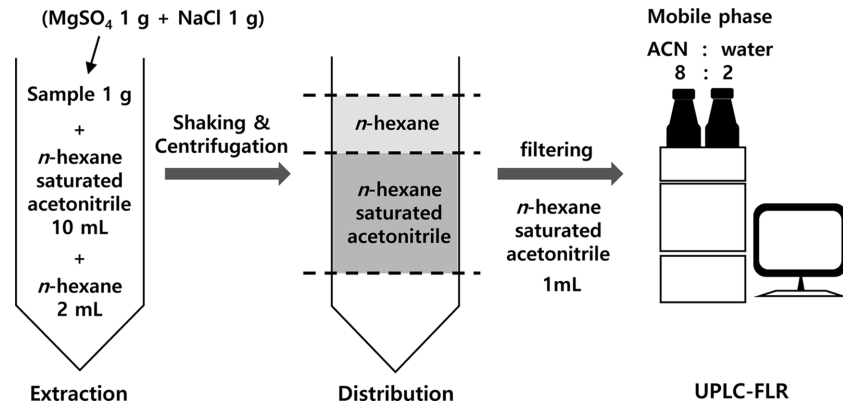 (MgSO₄ 1 g + NaCl 1 g)
Sample 1 g
+
n-hexane
saturated
acetonitrile
10 mL
+
n-hexane
2 mL
Extraction
Shaking &
Centrifugation
n-hexane
n-hexane
saturated
acetonitrile
Distribution
filtering
n-hexane
saturated
acetonitrile
1mL
Mobile phase
ACN : water
8 : 2
UPLC-FLR